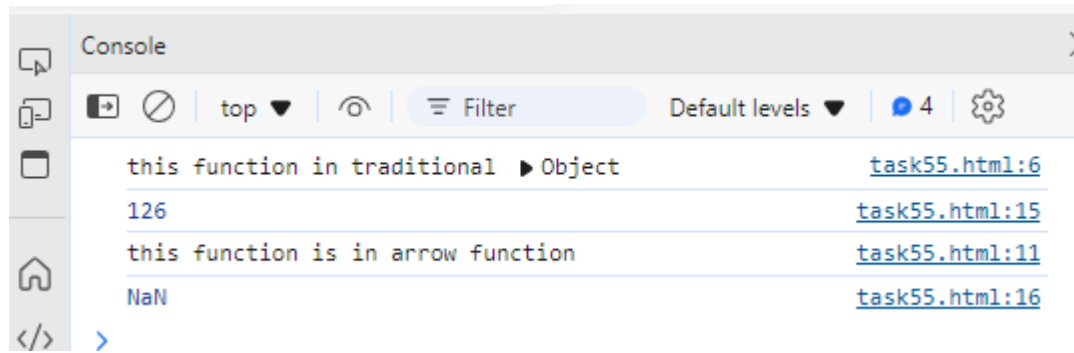 Console
top Filter Default levels 4
this function in traditional Object task55.html:6
126 task55.html:15
this function is in arrow function task55.html:11
NaN task55.html:16